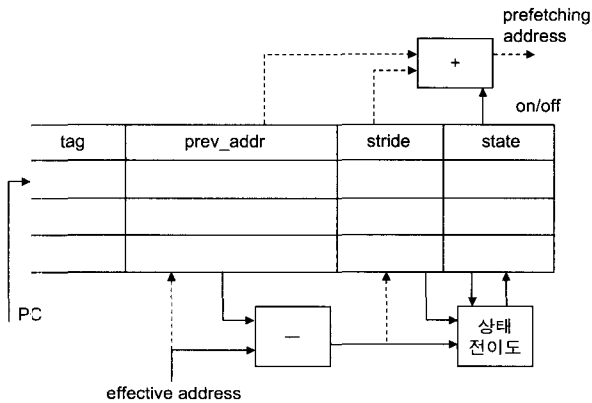 prefetching
address
+
on/off
tag prev_addr stride state
PC
—
상태
전이도
effective address